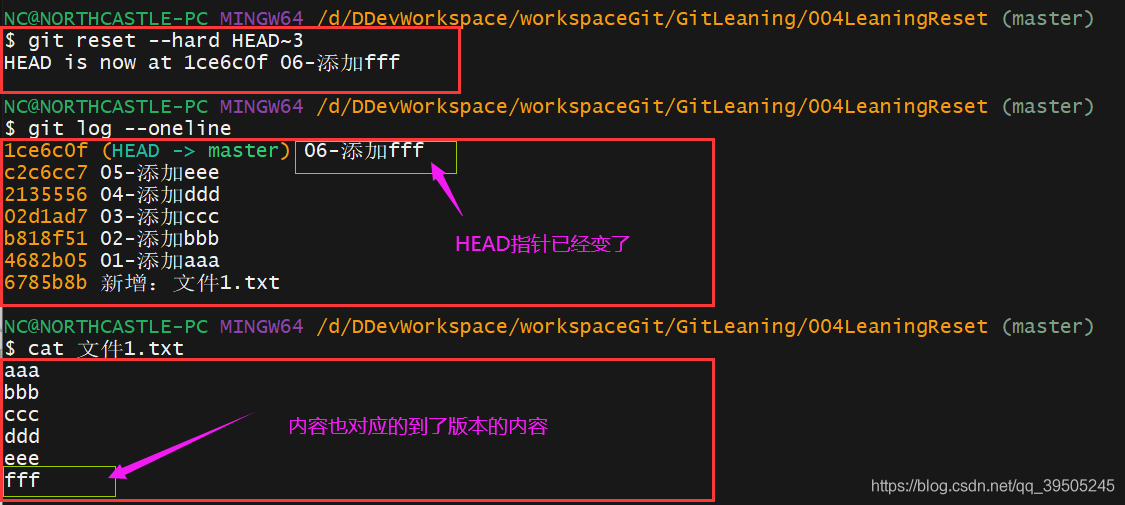 NC@NORTHCASTLE-PC MINGW64 /d/DDevWorkspace/workspaceGit/GitLeaning/004LeaningReset (master)
$ git reset --hard HEAD~3
HEAD is now at 1ce6c0f 06-添加fff
NC@NORTHCASTLE-PC MINGW64 /d/DDevWorkspace/workspaceGit/GitLeaning/004LeaningReset (master)
$ git log --oneline
1ce6c0f (HEAD -> master) 06-添加fff
c2c6cc7 05-添加eee
2135556 04-添加ddd
02d1ad7 03-添加ccc
b818f51 02-添加bbb
HEAD指针已经变了
4682b05 01-添加aaa
6785b8b 新增: 文件1.txt
NC@NORTHCASTLE-PC MINGW64 /d/DDevWorkspace/workspaceGit/GitLeaning/004LeaningReset (master)
$ cat 文件1.txt
aaa
bbb
ccc
内容也对应的到了版本的内容
ddd
eee
fff
https://blog.csdn.net/qq_39505245